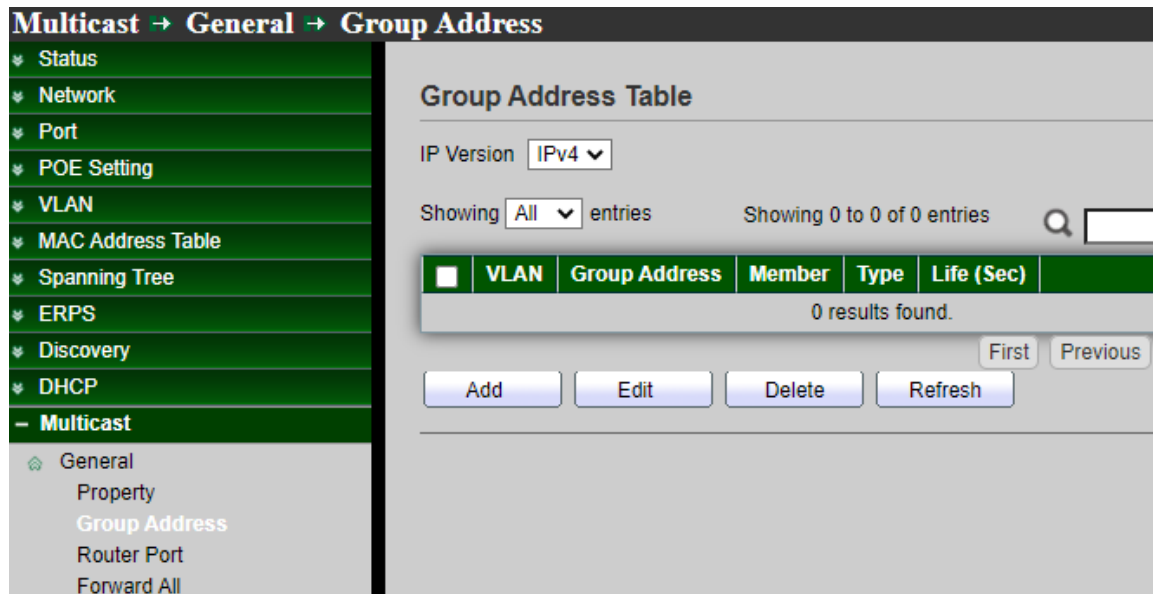 Multicast → General → Group Address
Status
Network
Port
POE Setting
VLAN
MAC Address Table
Spanning Tree
ERPS
Discovery
DHCP
Multicast
General
Property
Group Address
Router Port
Forward All
Group Address Table
IP Version IPv4
Showing All entries Showing 0 to 0 of 0 entries
VLAN Group Address Member Type Life (Sec)
0 results found.
First Previous
Add Edit Delete Refresh